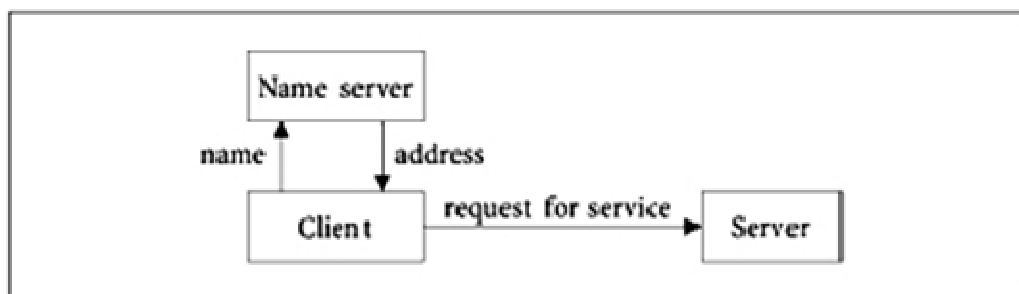 Name server
name
address
Client
request for service
Server